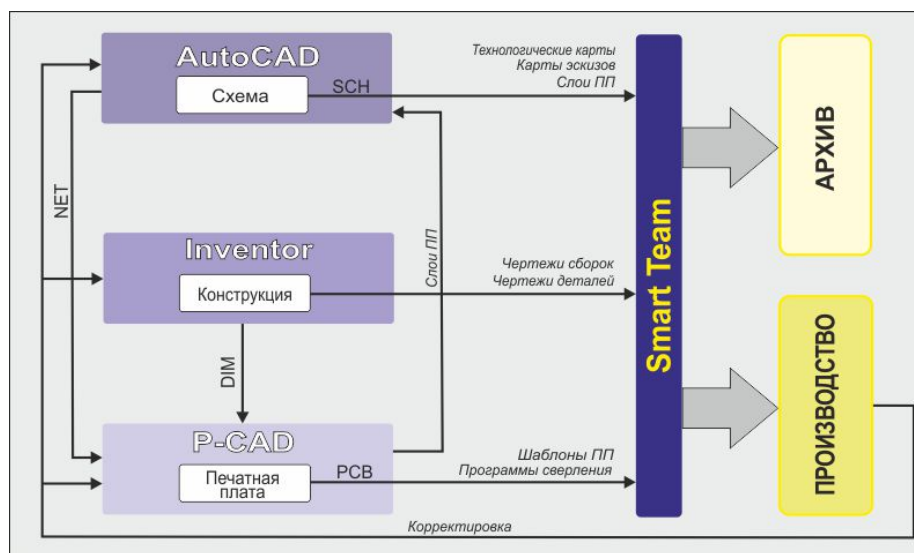 AutoCAD
Схема
SCH
Технологические карты
Карты эскизов
Слои ПП
NET
Inventor
Конструкция
Слои ПП
Чертежи сборок
Чертежи деталей
DIM
P-CAD
Печатная
плата
PCB
Шаблоны ПП
Программы сверления
Smart Team
АРХИВ
ПРОИЗВОДСТВО
Корректировка